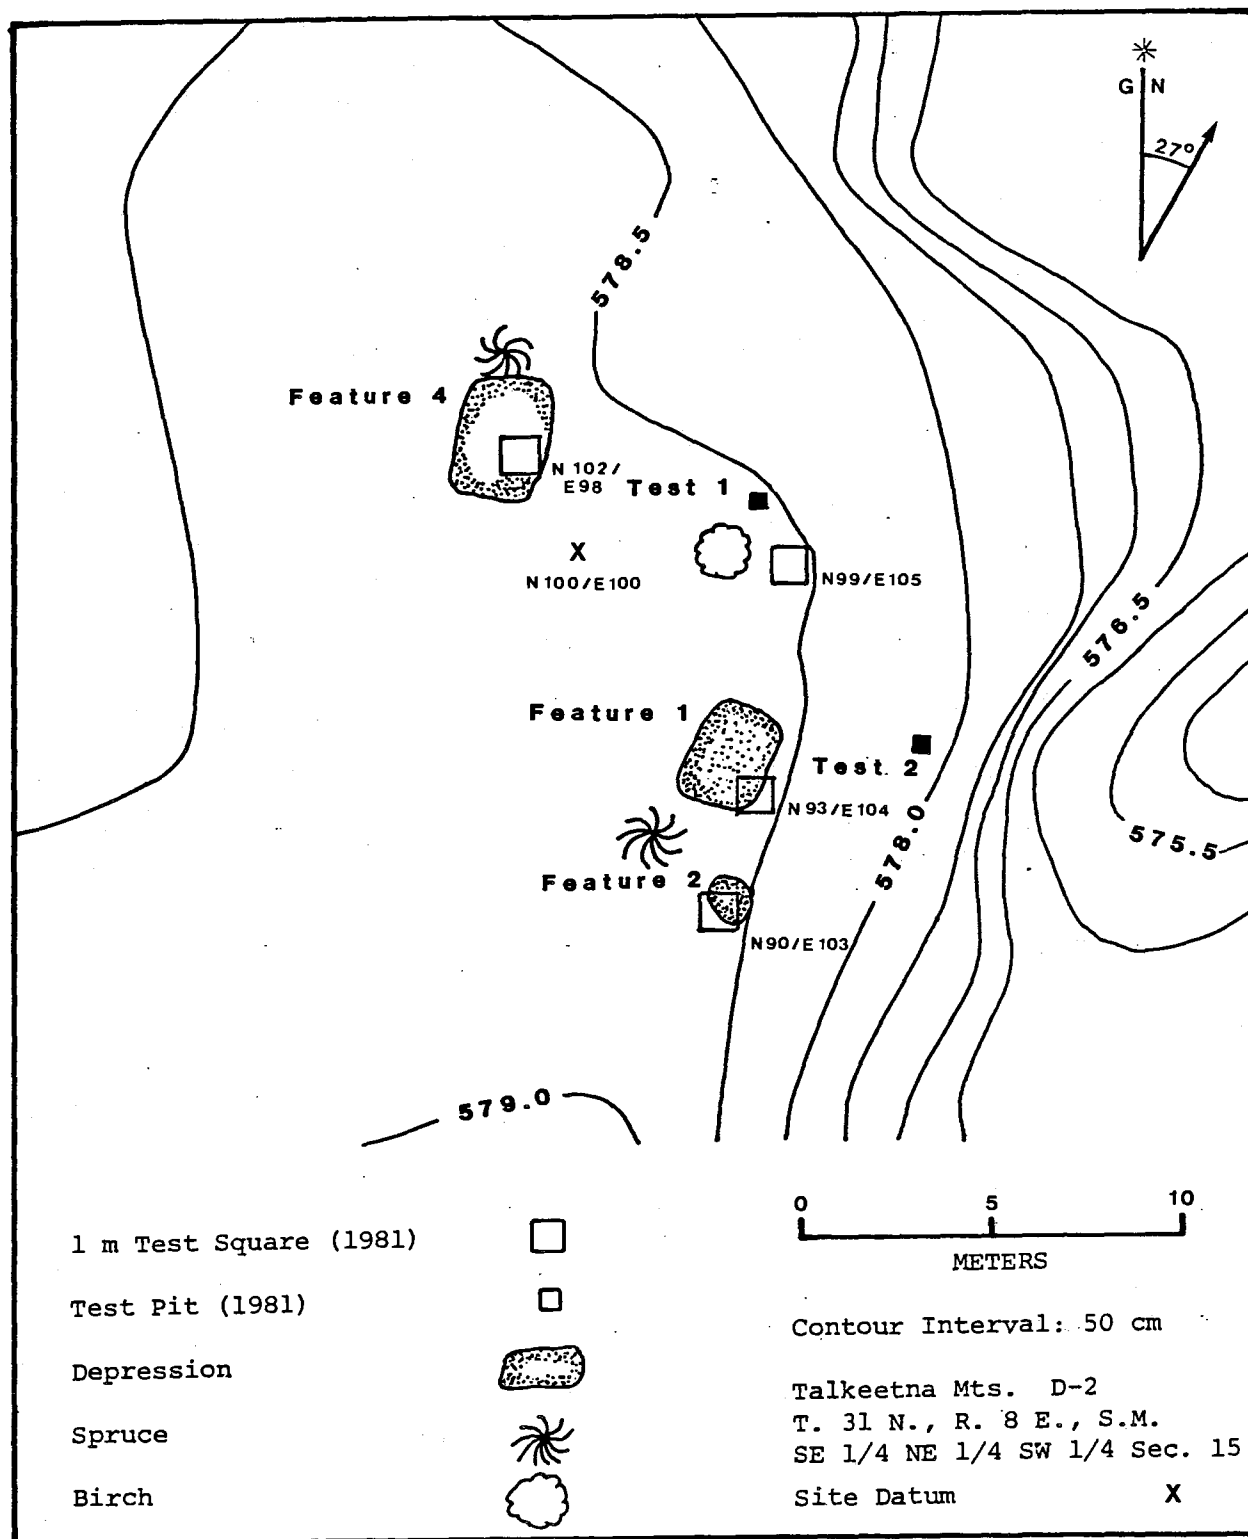 G N
27°
578.5
Feature 4
N 102/
E98
Test 1
X
N100/E100
N99/E105
576.5
Feature 1
Test 2
N93/E104
578.0
575.5
Feature 2
N90/E103
579.0
0 5 10
METERS
1 m Test Square (1981)
Test Pit (1981)
Depression
Spruce
Birch
Contour Interval: 50 cm
Talkeetna Mts. D-2
T. 31 N., R. 8 E., S.M.
SE 1/4 NE 1/4 SW 1/4 Sec. 15
Site Datum X